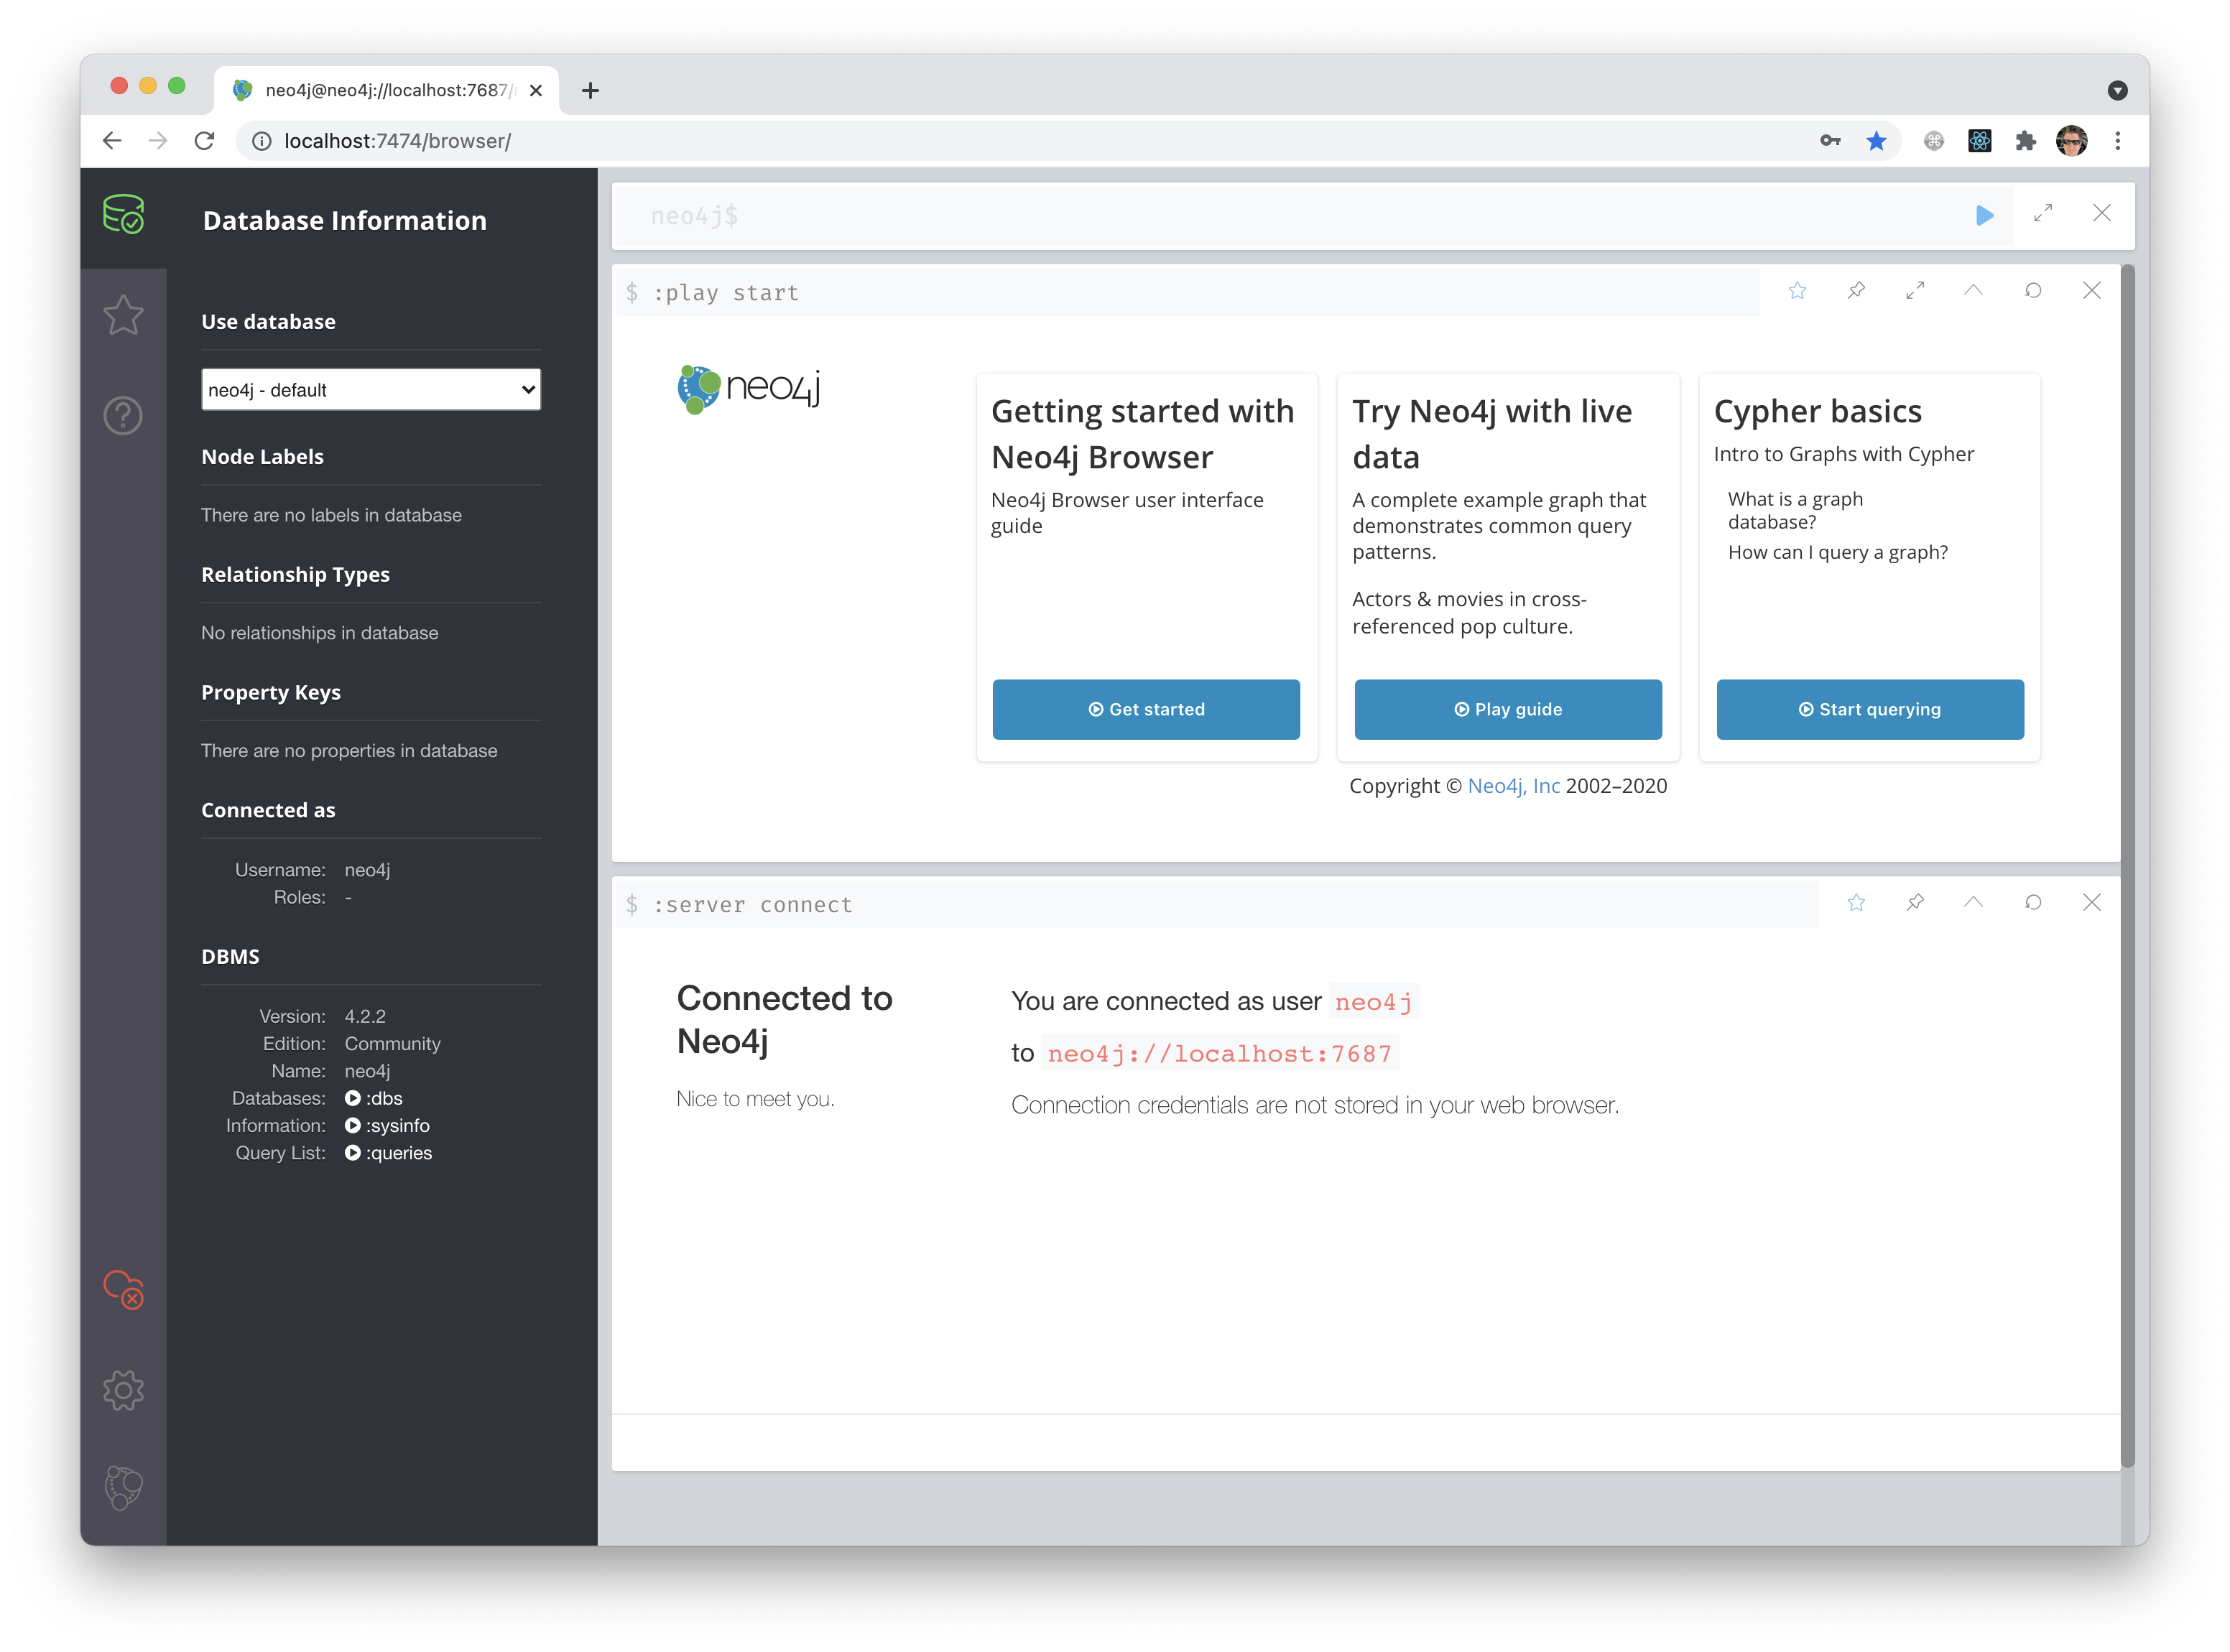 neo4j@neo4j://localhost:7687/
localhost:7474/browser/
Database Information
Use database
neo4j - default
Node Labels
There are no labels in database
Relationship Types
No relationships in database
Property Keys
There are no properties in database
Connected as
Username: neo4j
Roles: -
DBMS
Version: 4.2.2
Edition: Community
Name: neo4j
Databases: :dbs
Information: :sysinfo
Query List: :queries
neo4j$
$ :play start
neo4j
Getting started with
Neo4j Browser
Neo4j Browser user interface
guide
Get started
Try Neo4j with live
data
A complete example graph that
demonstrates common query
patterns.
Actors & movies in cross-
referenced pop culture.
Play guide
Cypher basics
Intro to Graphs with Cypher
What is a graph
database?
How can I query a graph?
Start querying
Copyright © Neo4j, Inc 2002–2020
$ :server connect
Connected to
Neo4j
Nice to meet you.
You are connected as user neo4j
to neo4j://localhost:7687
Connection credentials are not stored in your web browser.